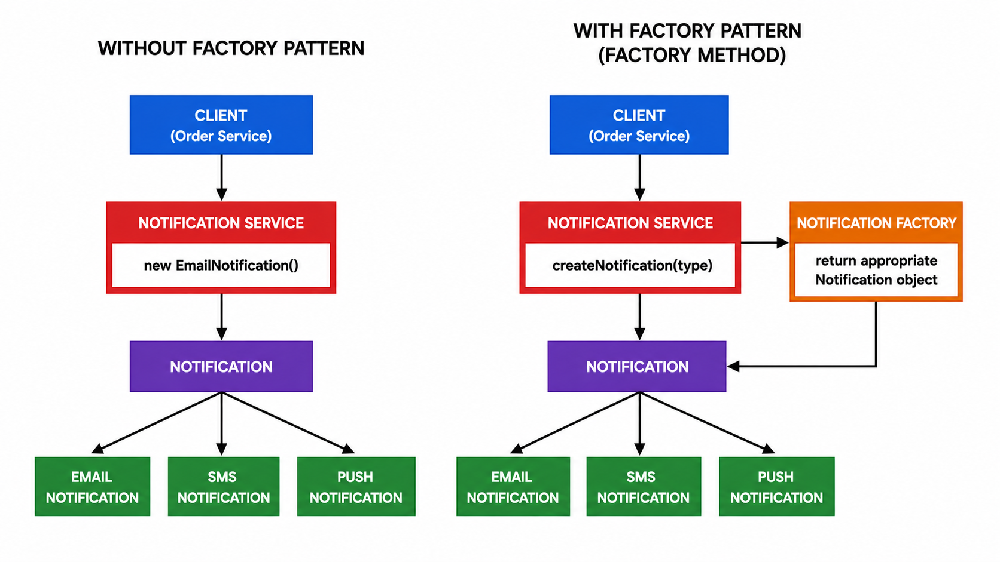 WITHOUT FACTORY PATTERN
CLIENT
(Order Service)
NOTIFICATION SERVICE
new EmailNotification()
NOTIFICATION
EMAIL
NOTIFICATION
SMS
NOTIFICATION
PUSH
NOTIFICATION
WITH FACTORY PATTERN
(FACTORY METHOD)
CLIENT
(Order Service)
NOTIFICATION SERVICE
createNotification(type)
NOTIFICATION FACTORY
return appropriate
Notification object
NOTIFICATION
EMAIL
NOTIFICATION
SMS
NOTIFICATION
PUSH
NOTIFICATION